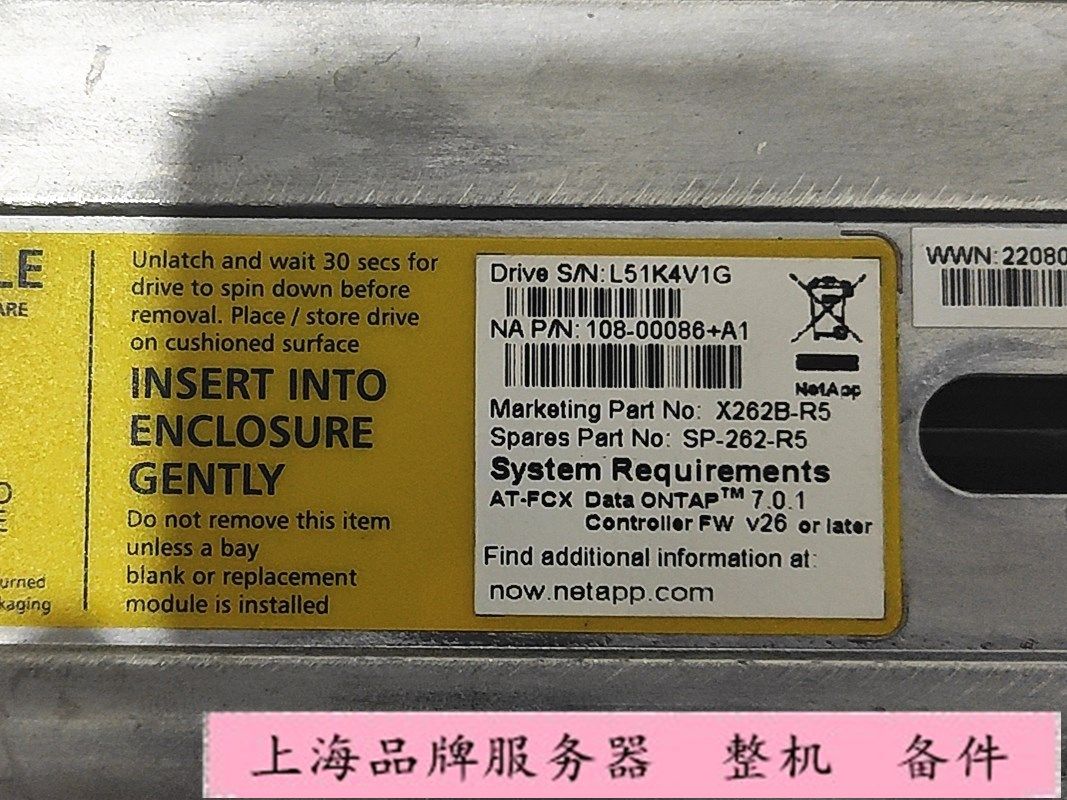 LE
ARE
urned
kaging
Unlatch and wait 30 secs for
drive to spin down before
removal. Place / store drive
on cushioned surface
INSERT INTO
ENCLOSURE
GENTLY
Do not remove this item
unless a bay
blank or replacement
module is installed
Drive S/N: L51K4V1G
NA P/N: 108-00086+A1
NetApp
Marketing Part No: X262B-R5
Spares Part No: SP-262-R5
System Requirements
AT-FCX Data ONTAP™ 7.0.1
Controller FW v26 or later
Find additional information at:
now.netapp.com
WWN: 22080
上海品牌服务器 整机 备件